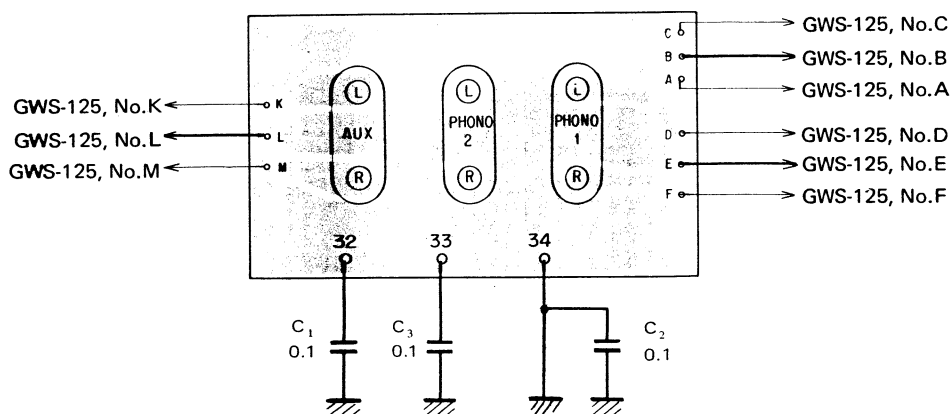 C
GWS-125, No.C
B
GWS-125, No.B
A
GWS-125, No.A
GWS-125, No.K
K
L
L
L
GWS-125, No.L
L
AUX
PHONO
2
PHONO
1
D
GWS-125, No.D
GWS-125, No.M
M
R
R
R
E
GWS-125, No.E
F
GWS-125, No.F
32
33
34
C₁
0.1
C₃
0.1
C₂
0.1